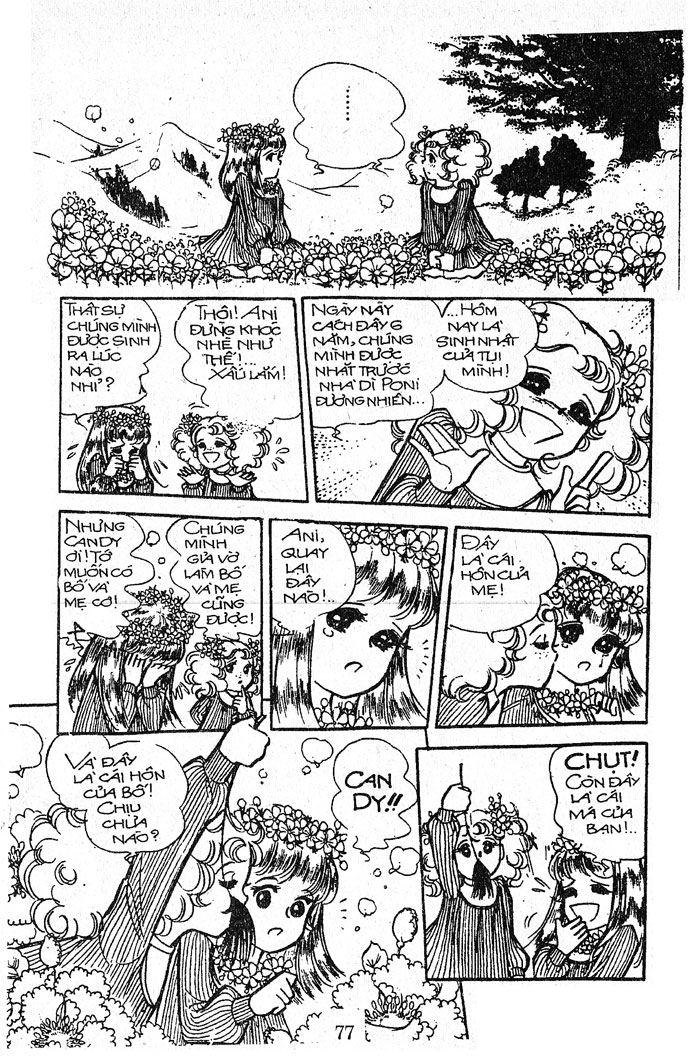 ........
THẬT SỰ
CHÚNG MÌNH
ĐƯỢC SINH
RA LÚC
NÀO
NHỈ?
THÔI! ANI
ĐỪNG KHÓC
NHÈ NHƯ
THẾ!...
XẤU LẮM!
NGÀY NÀY
CÁCH ĐÂY 6
NĂM, CHÚNG
MÌNH ĐƯỢC
NHẶT TRƯỚC
NHÀ DÌ PONI
ĐƯƠNG NHIÊN...
...HÔM
NAY LÀ
SINH NHẬT
CỦA TỤI
MÌNH!
NHƯNG
CANDY
ƠI! TỚ
MUỐN CÓ
BỐ VÀ
MẸ CƠ!
CHÚNG
MÌNH
GIẢ VỜ
LÀM BỐ
VÀ MẸ
CŨNG
ĐƯỢC!
ANI,
QUAY
LẠI
ĐÂY
NÀO!..
ĐÂY
LÀ CÁI
HÔN CỦA
MẸ!
VÀ ĐÂY
LÀ CÁI HÔN
CỦA BỐ!
CHỊU
CHƯA
NÀO?
CAN
DY!!
CHỤT!
CÒN ĐÂY
LÀ CÁI
MÁ CỦA
BẠN!..
77